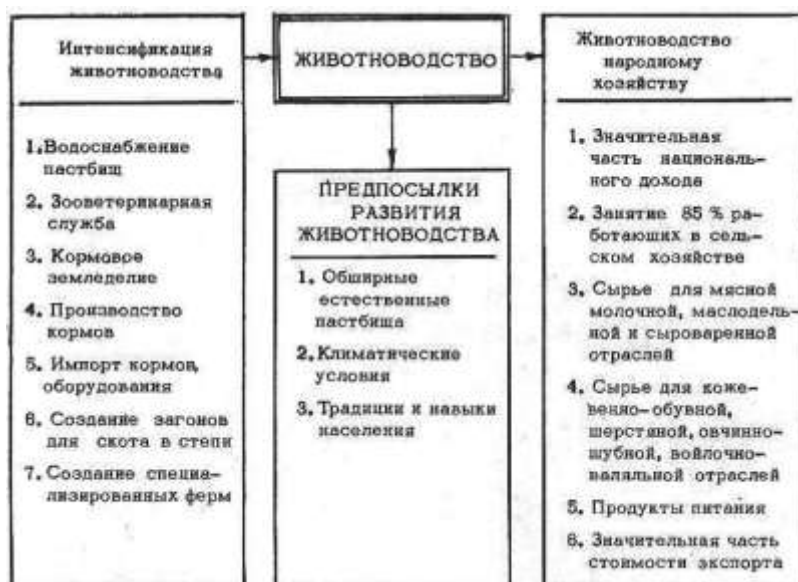 Интенсификация
животноводства
1. Водоснабжение
пастбищ
2. Зооветеринарная
служба
3. Кормовое
земледелие
4. Производство
кормов
5. Импорт кормов,
оборудования
6. Создание загонов
для скота в степи
7. Создание специа-
лизированных ферм
ЖИВОТНОВОДСТВО
ПРЕДПОСЫЛКИ
РАЗВИТИЯ
ЖИВОТНОВОДСТВА
1. Обширные
естественные
пастбища
2. Климатические
условия
3. Традиции и навыки
населения
Животноводство
народному
хозяйству
1. Значительная
часть националь-
ного дохода
2. Занятие 85 % ра-
ботающих в сель-
ском хозяйстве
3. Сырье для мясной
молочной, маслодель-
ной и сыроваренной
отраслей
4. Сырье для коже-
венно-обувной,
шерстяной, овчинно-
шубной, войлочно-
валяльной отраслей
5. Продукты питания
6. Значительная часть
стоимости экспорта